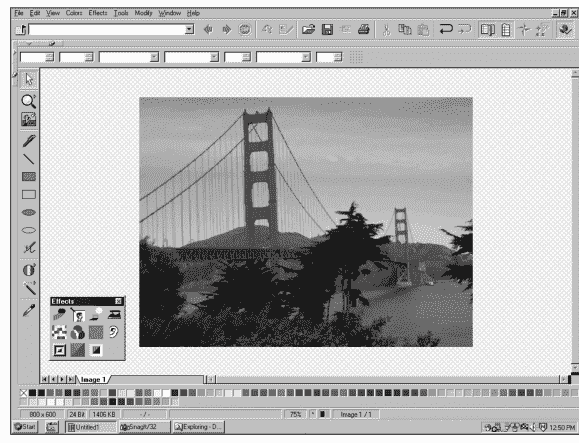 File Edit View Colors Effects Tools Modify Window Help
Effects
Image 1
800 x 600 24 Bit 1406 KB - / - 75% Image 1 / 1
Start Untitled1 SnagIt/32 Exploring - D... 12:50 PM